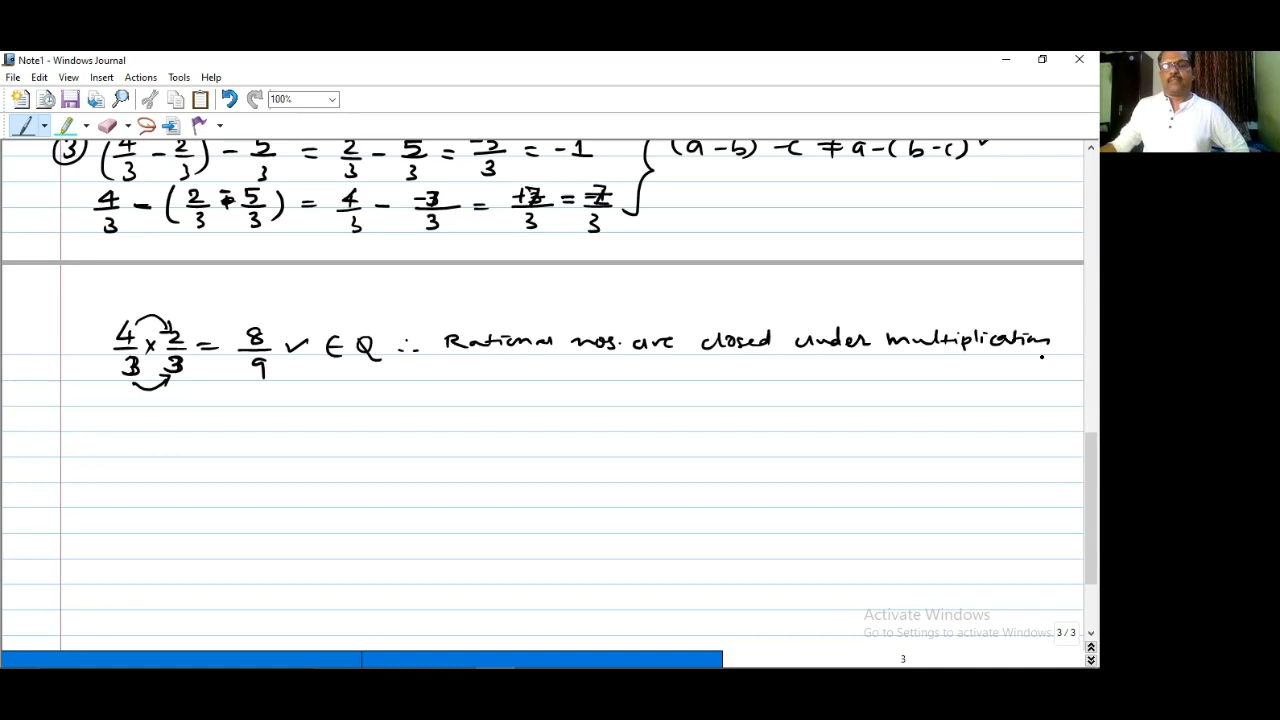 Note1 - Windows Journal
File Edit View Insert Actions Tools Help
100%
③ (4/3 - 2/3) - 5/3 = 2/3 - 5/3 = -3/3 = -1 } (a-b) -c ≠ a-(b-c) ✓
4/3 - (2/3 - 5/3) = 4/3 - -3/3 = = 7/3
4/3 × 2/3 = 8/9 ✓ ∈ Q ∴ Rational nos. are closed under multiplication
Activate Windows
Go to Settings to activate Windows.
3 / 3
3